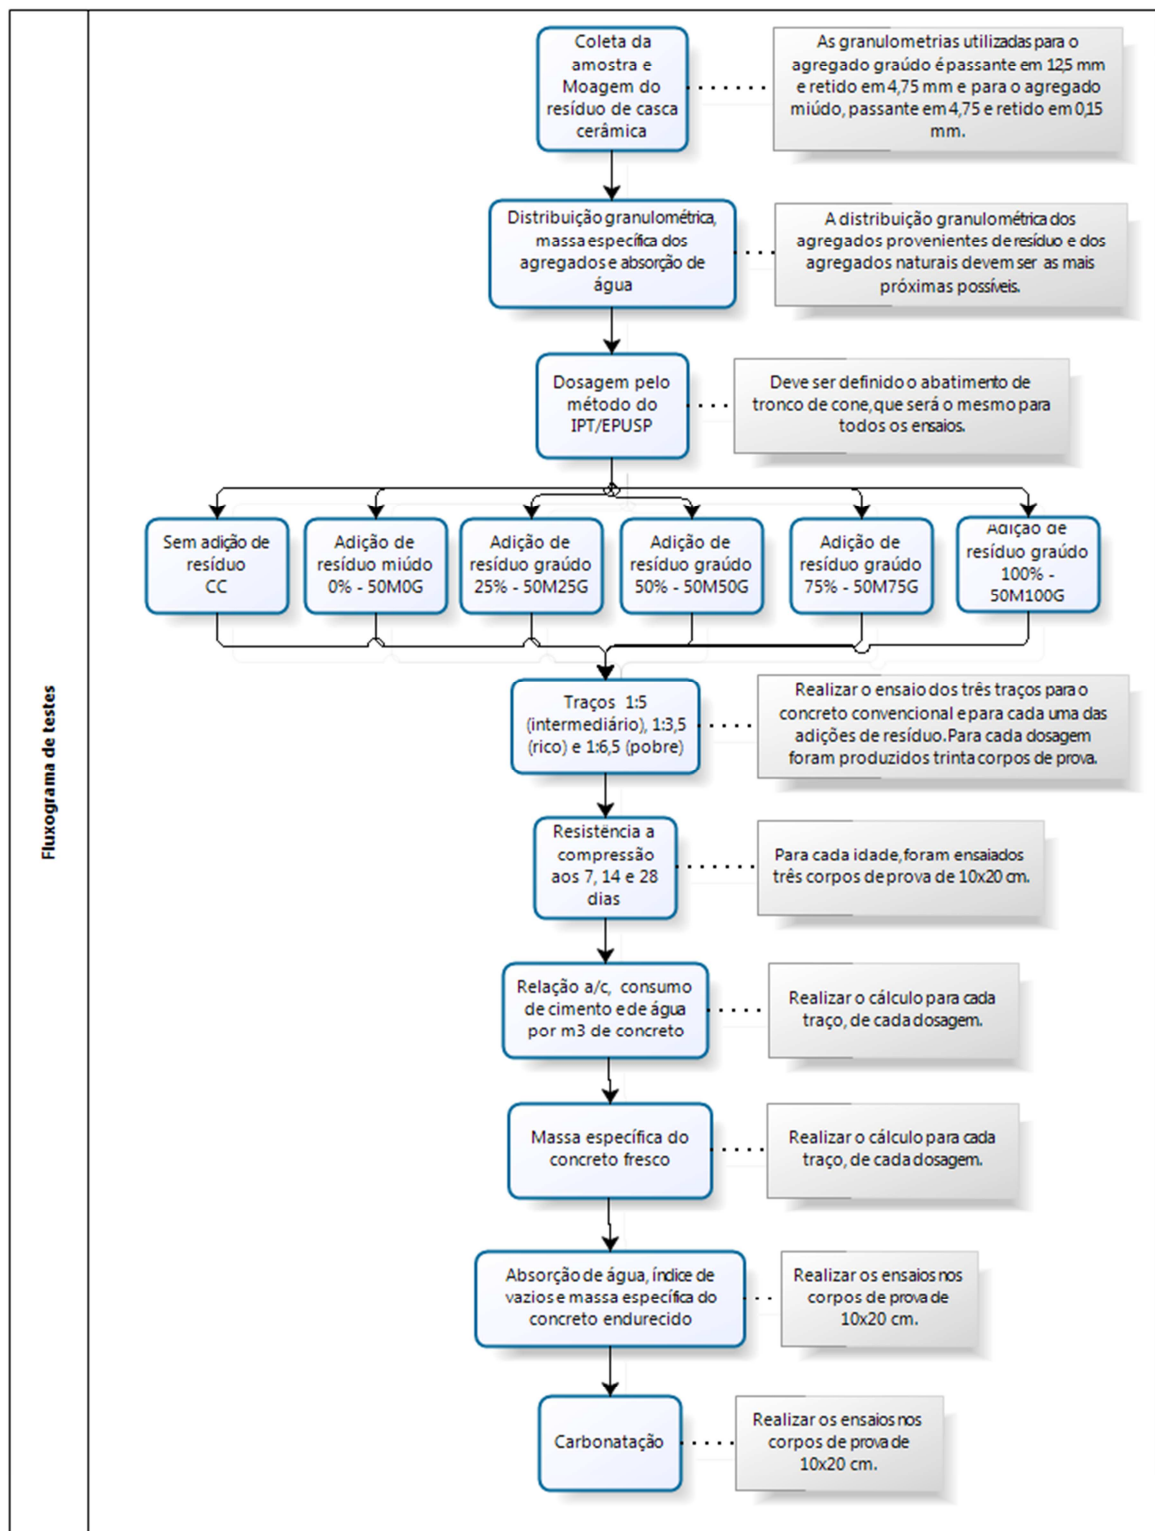 Fluxograma de testes
Coleta da
amostra e
Moagem do
resíduo de casca
cerâmica
As granulometrias utilizadas para o
agregado graúdo é passante em 12,5 mm
e retido em 4,75 mm e para o agregado
miúdo, passante em 4,75 e retido em 0,15
mm.
Distribuição granulométrica,
massa específica dos
agregados e absorção de
água
A distribuição granulométrica dos
agregados provenientes de resíduo e dos
agregados naturais devem ser as mais
próximas possíveis.
Dosagem pelo
método do
IPT/EPUSP
Deve ser definido o abatimento de
tronco de cone, que será o mesmo para
todos os ensaios.
Sem adição de
resíduo
CC
Adição de
resíduo miúdo
0% - 50M0G
Adição de
resíduo graúdo
25% - 50M25G
Adição de
resíduo graúdo
50% - 50M50G
Adição de
resíduo graúdo
75% - 50M75G
Adição de
resíduo graúdo
100% -
50M100G
Traços 1:5
(intermediário), 1:3,5
(rico) e 1:6,5 (pobre)
Realizar o ensaio dos três traços para o
concreto convencional e para cada uma das
adições de resíduo. Para cada dosagem
foram produzidos trinta corpos de prova.
Resistência a
compressão
aos 7, 14 e 28
dias
Para cada idade, foram ensaiados
três corpos de prova de 10x20 cm.
Relação a/c, consumo
de cimento e de água
por m3 de concreto
Realizar o cálculo para cada
traço, de cada dosagem.
Massa específica do
concreto fresco
Realizar o cálculo para cada
traço, de cada dosagem.
Absorção de água, índice de
vazios e massa específica do
concreto endurecido
Realizar os ensaios nos
corpos de prova de
10x20 cm.
Carbonatação
Realizar os ensaios nos
corpos de prova de
10x20 cm.